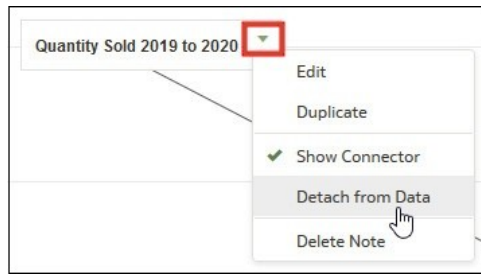 Quantity Sold 2019 to 2020
Edit
Duplicate
Show Connector
Detach from Data
Delete Note